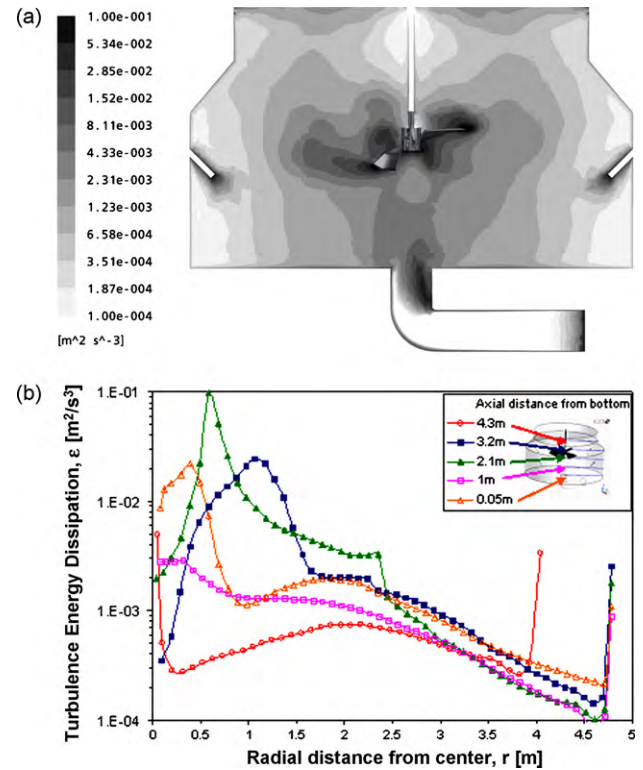 (a)
1.00e-001
5.34e-002
2.85e-002
1.52e-002
8.11e-003
4.33e-003
2.31e-003
1.23e-003
6.58e-004
3.51e-004
1.87e-004
1.00e-004
[m^2 s^-3]
(b)
Turbulence Energy Dissipation, ε [m²/s³]
1.E-01
1.E-02
1.E-03
1.E-04
Axial distance from bottom
4.3m
3.2m
2.1m
1m
0.05m
0 0.5 1 1.5 2 2.5 3 3.5 4 4.5 5
Radial distance from center, r [m]